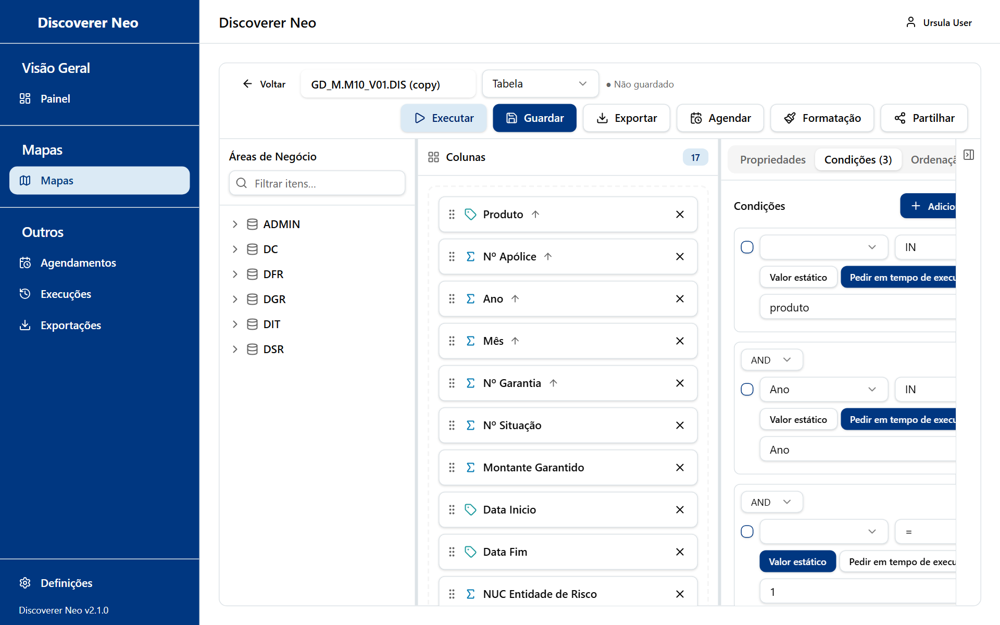 Discoverer Neo
Visão Geral
Painel
Mapas
Mapas
Outros
Agendamentos
Execuções
Exportações
Definições
Discoverer Neo v2.1.0
Discoverer Neo
Ursula User
Voltar
GD_M.M10_V01.DIS (copy)
Tabela
● Não guardado
Executar
Guardar
Exportar
Agendar
Formatação
Partilhar
Áreas de Negócio
Filtrar itens...
ADMIN
DC
DFR
DGR
DIT
DSR
Colunas
17
Produto
Nº Apólice
Ano
Mês
Nº Garantia
Nº Situação
Montante Garantido
Data Inicio
Data Fim
NUC Entidade de Risco
Propriedades
Condições (3)
Ordenaçã
Condições
Adicio
IN
Valor estático
Pedir em tempo de execu
produto
AND
Ano
IN
Valor estático
Pedir em tempo de execu
Ano
AND
=
Valor estático
Pedir em tempo de execu
1